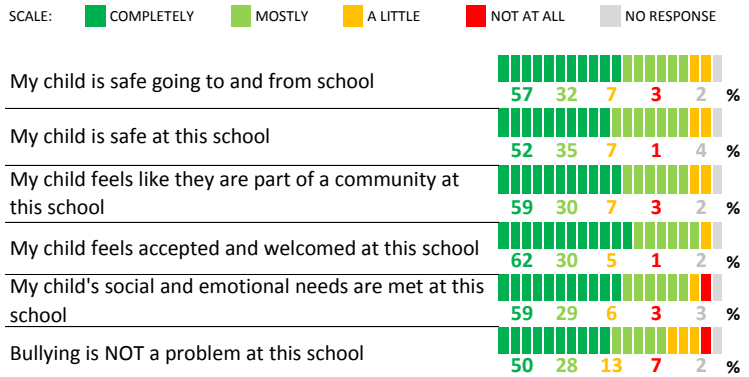 SCALE: COMPLETELY MOSTLY A LITTLE NOT AT ALL NO RESPONSE
My child is safe going to and from school
57 32 7 3 2 %
My child is safe at this school
52 35 7 1 4 %
My child feels like they are part of a community at
this school
59 30 7 3 2 %
My child feels accepted and welcomed at this school
62 30 5 1 2 %
My child's social and emotional needs are met at this
school
59 29 6 3 3 %
Bullying is NOT a problem at this school
50 28 13 7 2 %